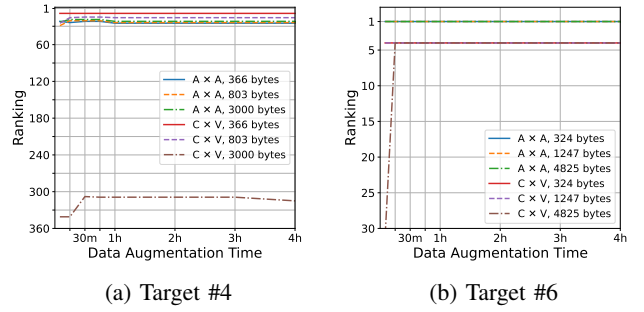 1
60
120
180
240
300
360
Ranking
A × A, 366 bytes
A × A, 803 bytes
A × A, 3000 bytes
C × V, 366 bytes
C × V, 803 bytes
C × V, 3000 bytes
30m 1h 2h 3h 4h
Data Augmentation Time
(a) Target #4
1
5
10
15
20
25
30
Ranking
A × A, 324 bytes
A × A, 1247 bytes
A × A, 4825 bytes
C × V, 324 bytes
C × V, 1247 bytes
C × V, 4825 bytes
30m 1h 2h 3h 4h
Data Augmentation Time
(b) Target #6